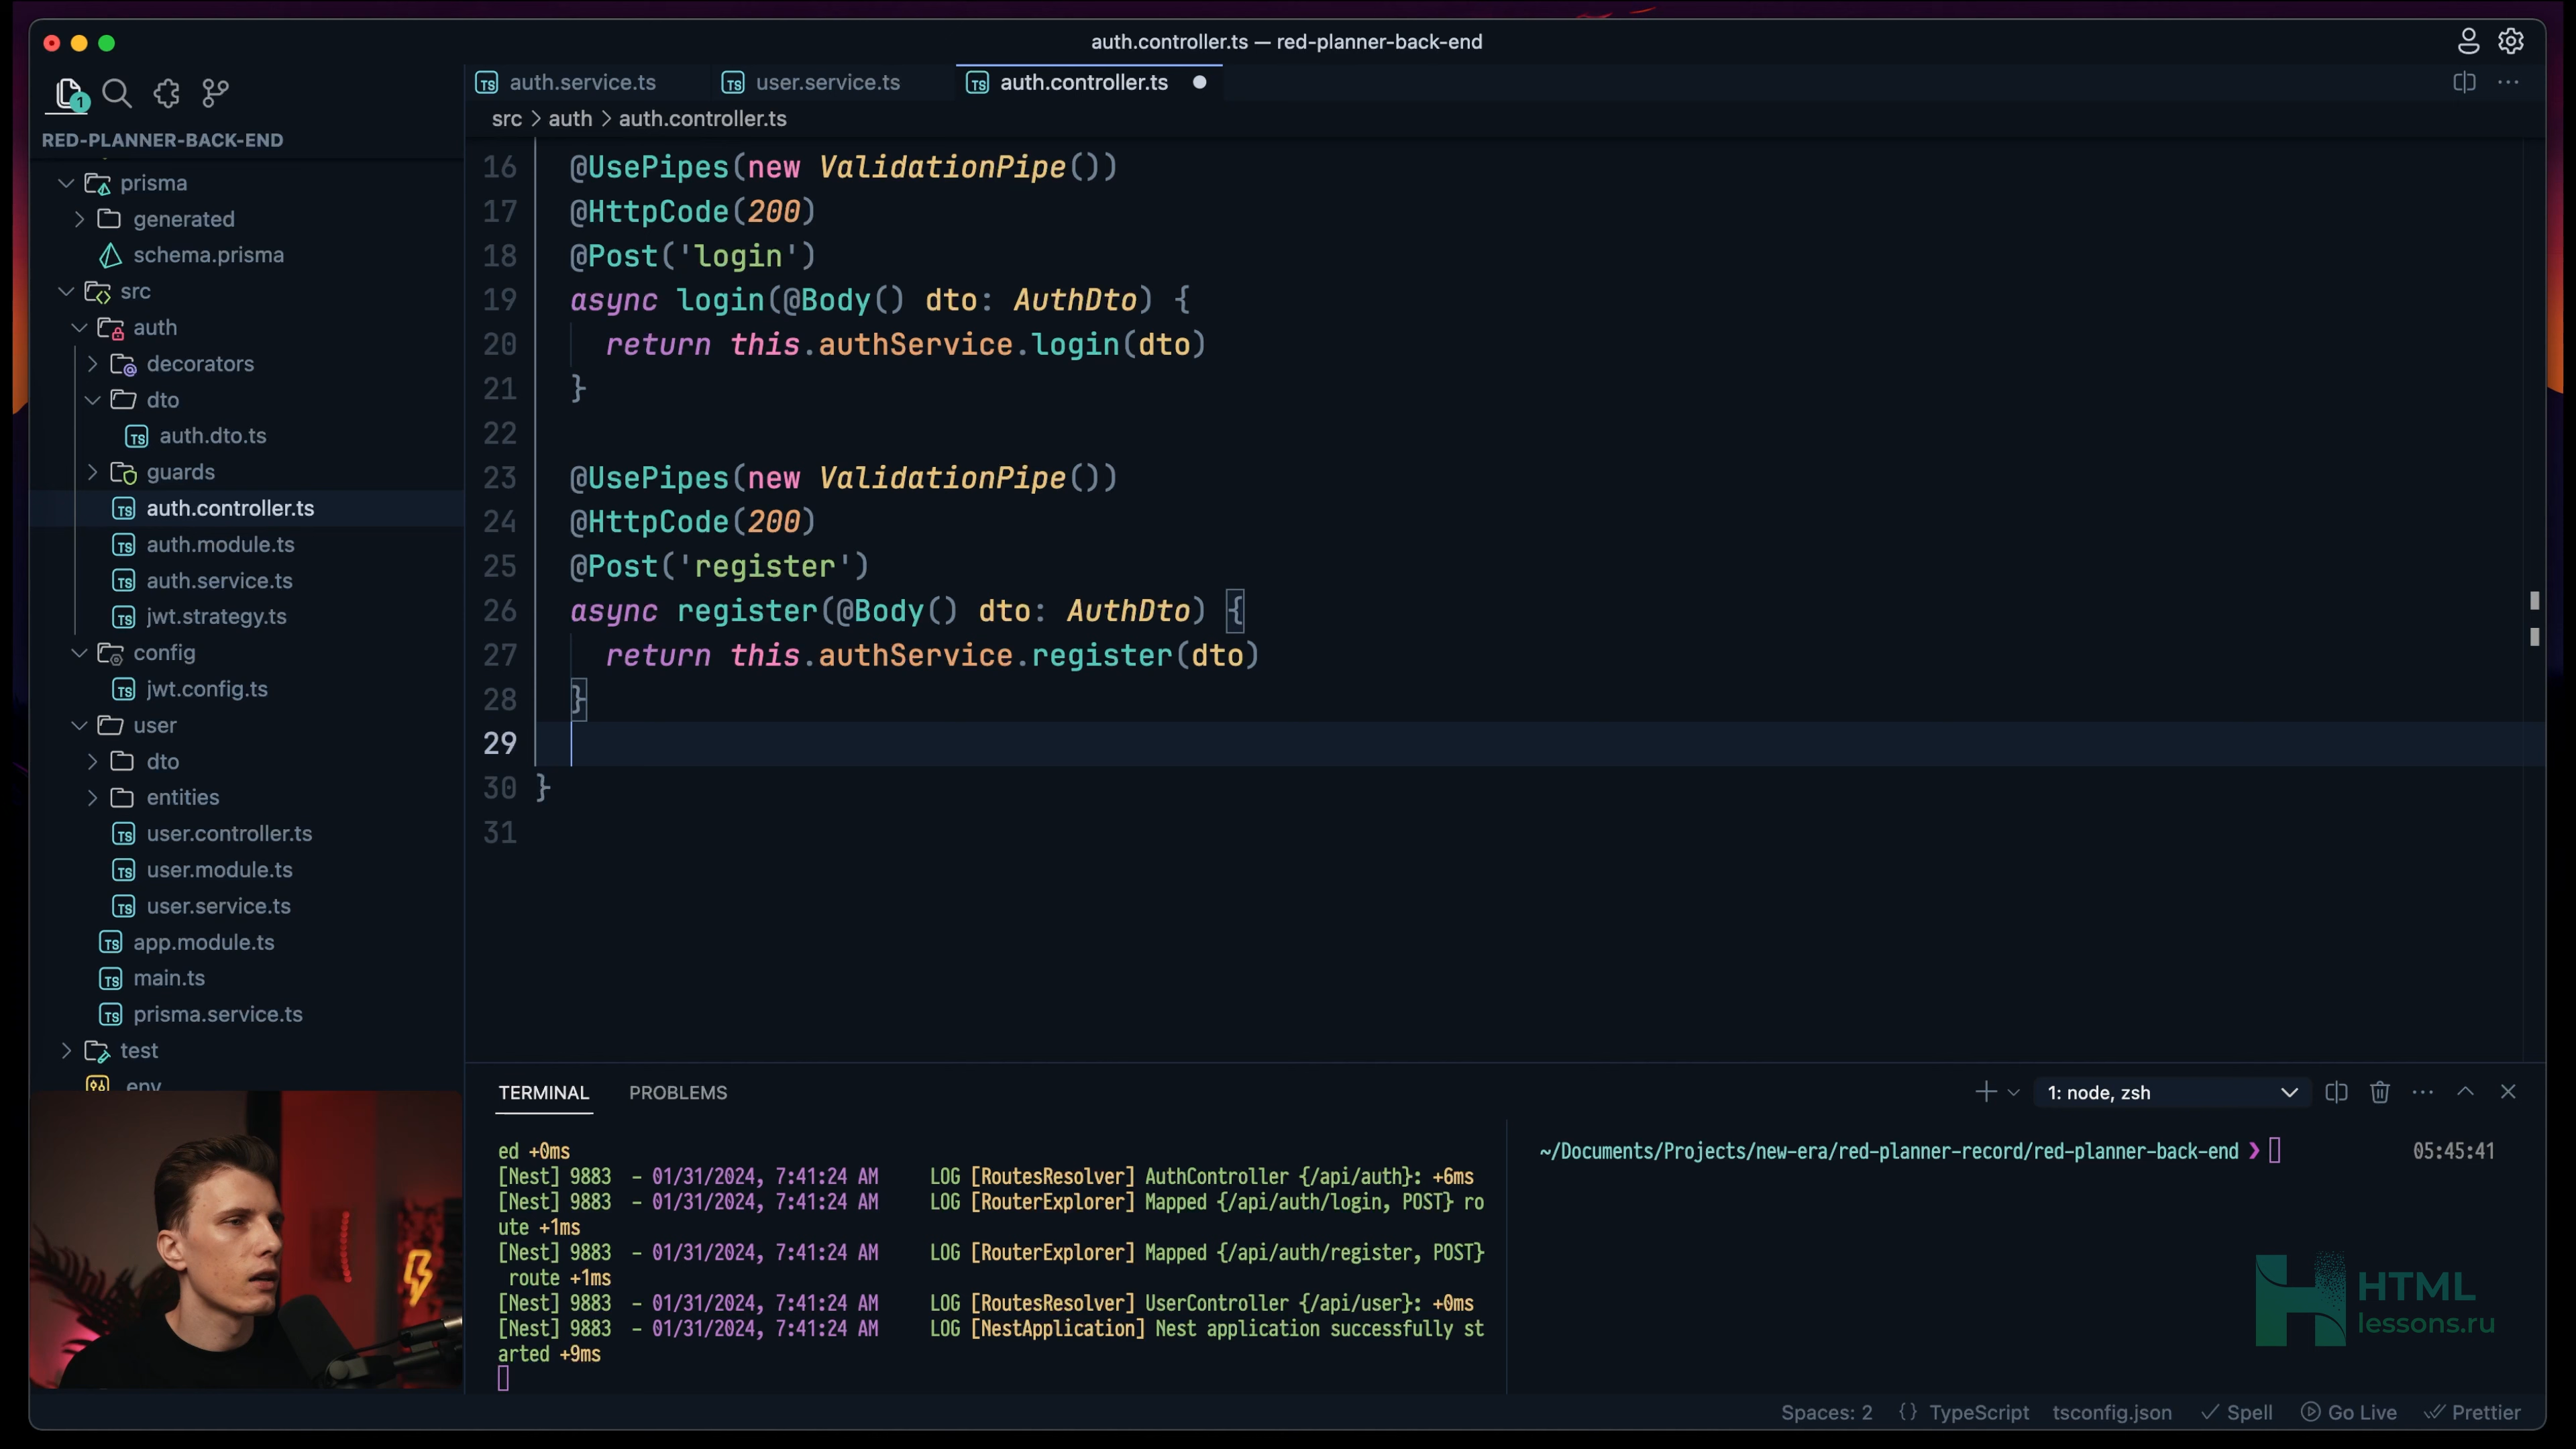 auth.controller.ts — red-planner-back-end
1
RED-PLANNER-BACK-END
prisma
generated
schema.prisma
src
auth
decorators
dto
auth.dto.ts
guards
auth.controller.ts
auth.module.ts
auth.service.ts
jwt.strategy.ts
config
jwt.config.ts
user
dto
entities
user.controller.ts
user.module.ts
user.service.ts
app.module.ts
main.ts
prisma.service.ts
test
.env
auth.service.ts
user.service.ts
auth.controller.ts
src > auth > auth.controller.ts
16 @UsePipes(new ValidationPipe())
17 @HttpCode(200)
18 @Post('login')
19 async login(@Body() dto: AuthDto) {
20 return this.authService.login(dto)
21 }
22
23 @UsePipes(new ValidationPipe())
24 @HttpCode(200)
25 @Post('register')
26 async register(@Body() dto: AuthDto) {
27 return this.authService.register(dto)
28 }
29
30 }
31
TERMINAL PROBLEMS
1: node, zsh
ed +0ms
[Nest] 9883 - 01/31/2024, 7:41:24 AM LOG [RoutesResolver] AuthController {/api/auth}: +6ms
[Nest] 9883 - 01/31/2024, 7:41:24 AM LOG [RouterExplorer] Mapped {/api/auth/login, POST} ro
ute +1ms
[Nest] 9883 - 01/31/2024, 7:41:24 AM LOG [RouterExplorer] Mapped {/api/auth/register, POST}
route +1ms
[Nest] 9883 - 01/31/2024, 7:41:24 AM LOG [RoutesResolver] UserController {/api/user}: +0ms
[Nest] 9883 - 01/31/2024, 7:41:24 AM LOG [NestApplication] Nest application successfully st
arted +9ms
~/Documents/Projects/new-era/red-planner-record/red-planner-back-end ❯ 05:45:41
HTML
lessons.ru
Spaces: 2 {} TypeScript tsconfig.json ✓ Spell Go Live Prettier